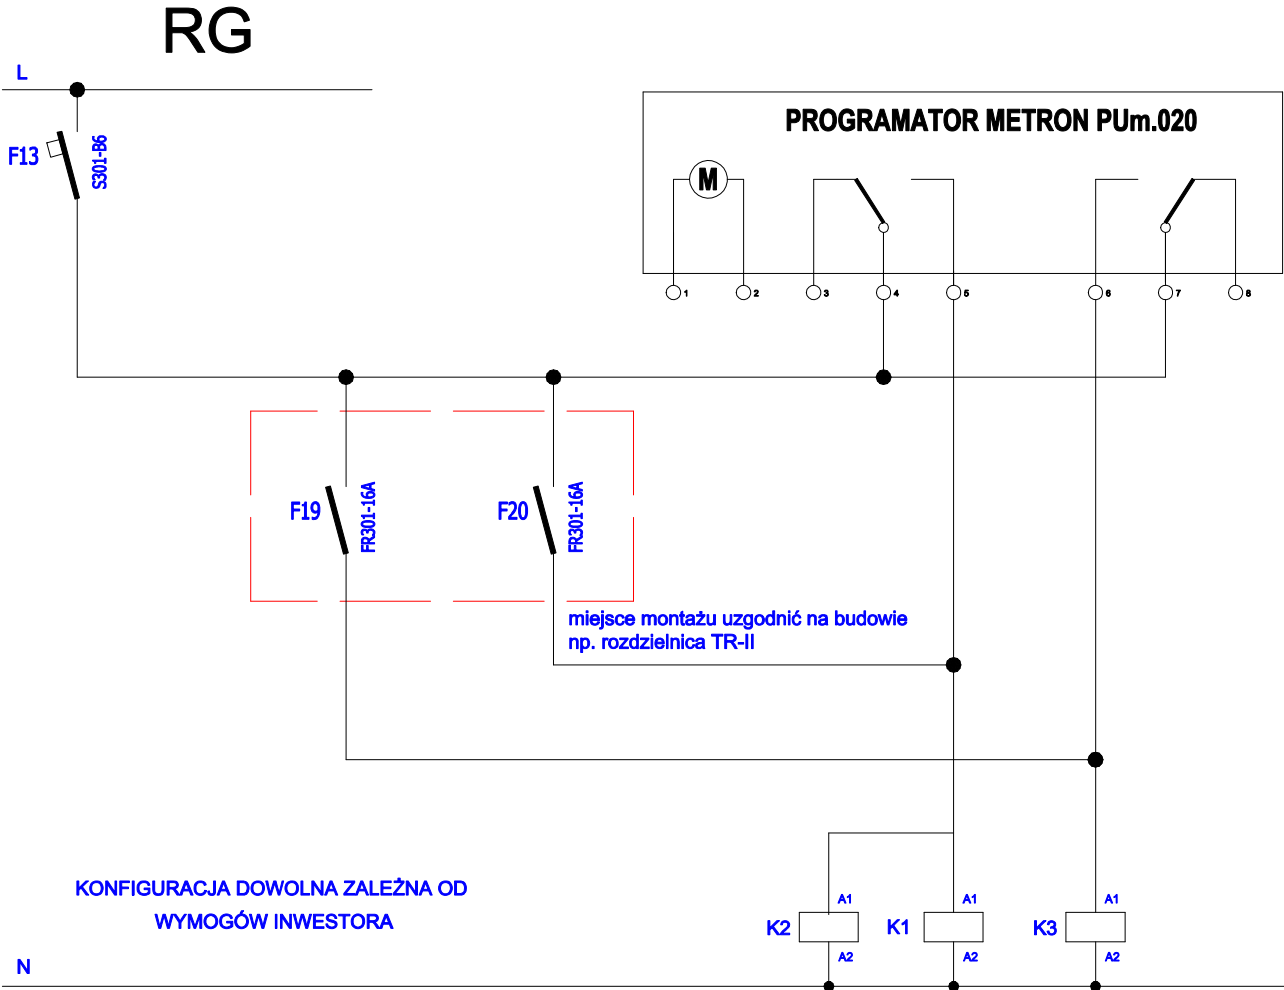 RG
L
PROGRAMATOR METRON PUm.020
F13
S301-B6
M
1 2 3 4 5 6 7 8
F19
FR301-16A
F20
FR301-16A
miejsce montażu uzgodnić na budowie
np. rozdzielnica TR-II
KONFIGURACJA DOWOLNA ZALEŻNA OD
WYMOGÓW INWESTORA
A1 A1 A1
K2 K1 K3
A2 A2 A2
N